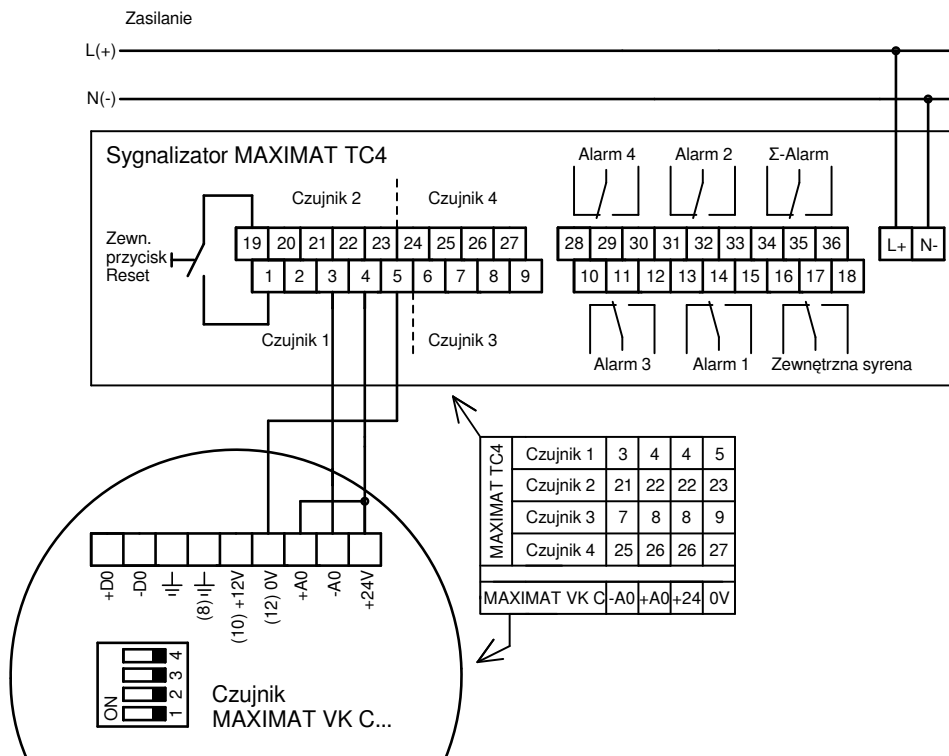 Zasilanie
L(+)
N(-)
Sygnalizator MAXIMAT TC4
Alarm 4 Alarm 2 Σ-Alarm
Czujnik 2 Czujnik 4
Zewn.
przycisk
Reset
19 20 21 22 23 24 25 26 27
28 29 30 31 32 33 34 35 36
L+ N-
1 2 3 4 5 6 7 8 9
10 11 12 13 14 15 16 17 18
Czujnik 1 Czujnik 3
Alarm 3 Alarm 1 Zewnętrzna syrena
MAXIMAT TC4
Czujnik 1 3 4 4 5
Czujnik 2 21 22 22 23
Czujnik 3 7 8 8 9
Czujnik 4 25 26 26 27
MAXIMAT VK C -A0 +A0 +24 0V
+D0
-D0
(8)
(10) +12V
(12) 0V
+A0
-A0
+24V
ON
4
3
2
1
Czujnik
MAXIMAT VK C...